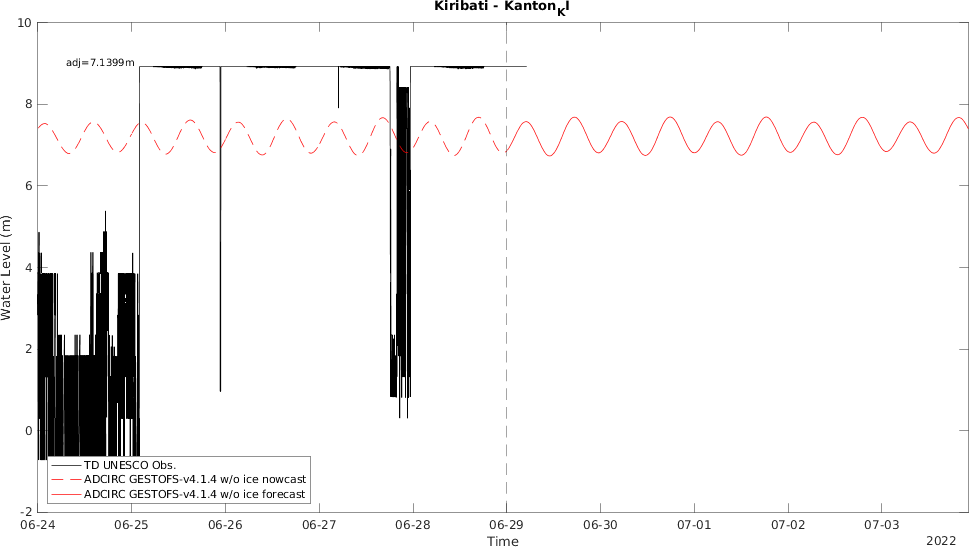 Kiribati - KantonKI
10
8
6
4
2
0
-2
Water Level (m)
adj=7.1399m
TD UNESCO Obs.
ADCIRC GESTOFS-v4.1.4 w/o ice nowcast
ADCIRC GESTOFS-v4.1.4 w/o ice forecast
06-24 06-25 06-26 06-27 06-28 06-29 06-30 07-01 07-02 07-03
Time
2022